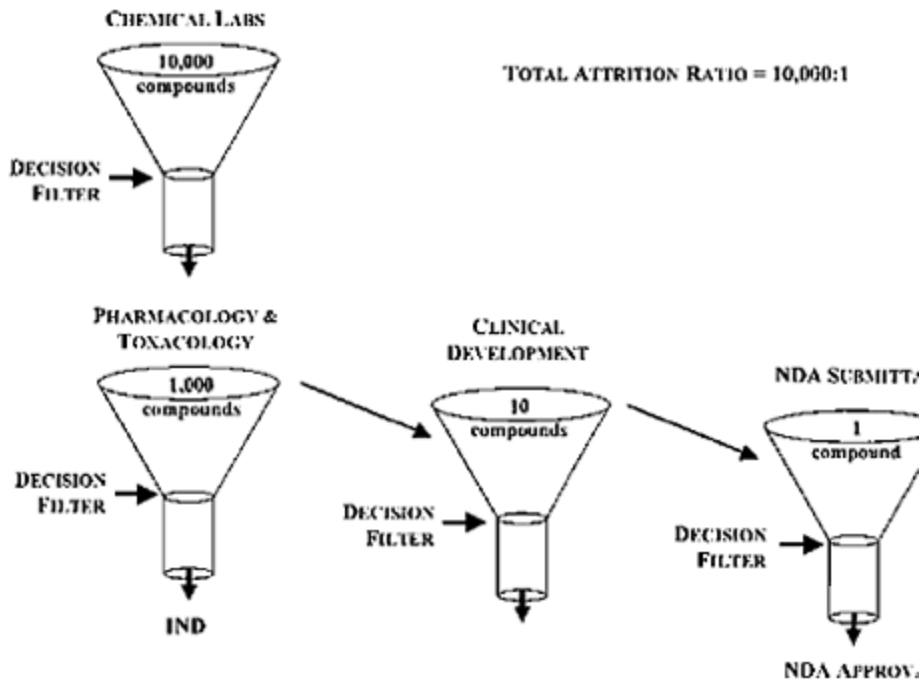 CHEMICAL LABS
10,000
compounds
TOTAL ATTRITION RATIO = 10,000:1
DECISION
FILTER
PHARMACOLOGY &
TOXACOLOGY
1,000
compounds
DECISION
FILTER
IND
CLINICAL
DEVELOPMENT
10
compounds
DECISION
FILTER
NDA SUBMITTA
1
compound
DECISION
FILTER
NDA APPROVA